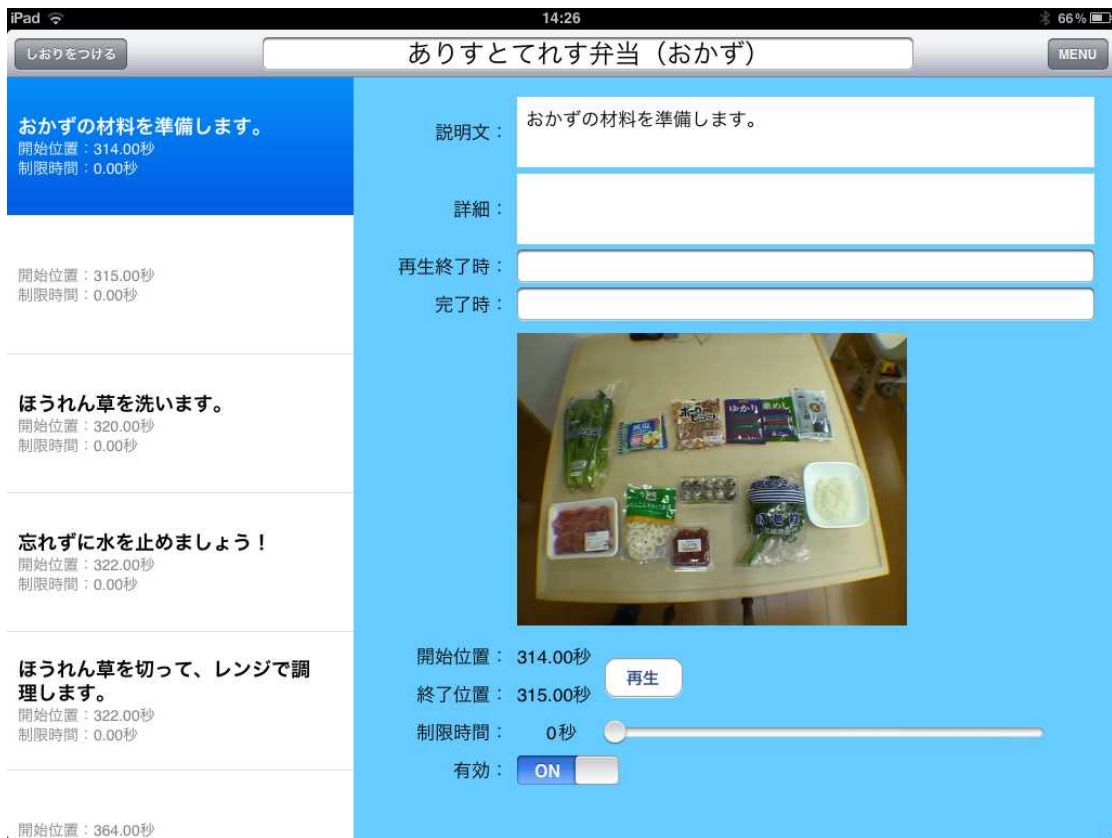 iPad 14:26 66%
しおりをつける ありすとてれす弁当（おかず） MENU
おかずの材料を準備します。
開始位置：314.00秒
制限時間：0.00秒
開始位置：315.00秒
制限時間：0.00秒
ほうれん草を洗います。
開始位置：320.00秒
制限時間：0.00秒
忘れずに水を止めましょう！
開始位置：322.00秒
制限時間：0.00秒
ほうれん草を切って、レンジで調
理します。
開始位置：322.00秒
制限時間：0.00秒
開始位置：364.00秒
説明文： おかずの材料を準備します。
詳細：
再生終了時：
完了時：
ポーク
ゆかり
菜めし
開始位置： 314.00秒
再生
終了位置： 315.00秒
制限時間： 0秒
有効： ON